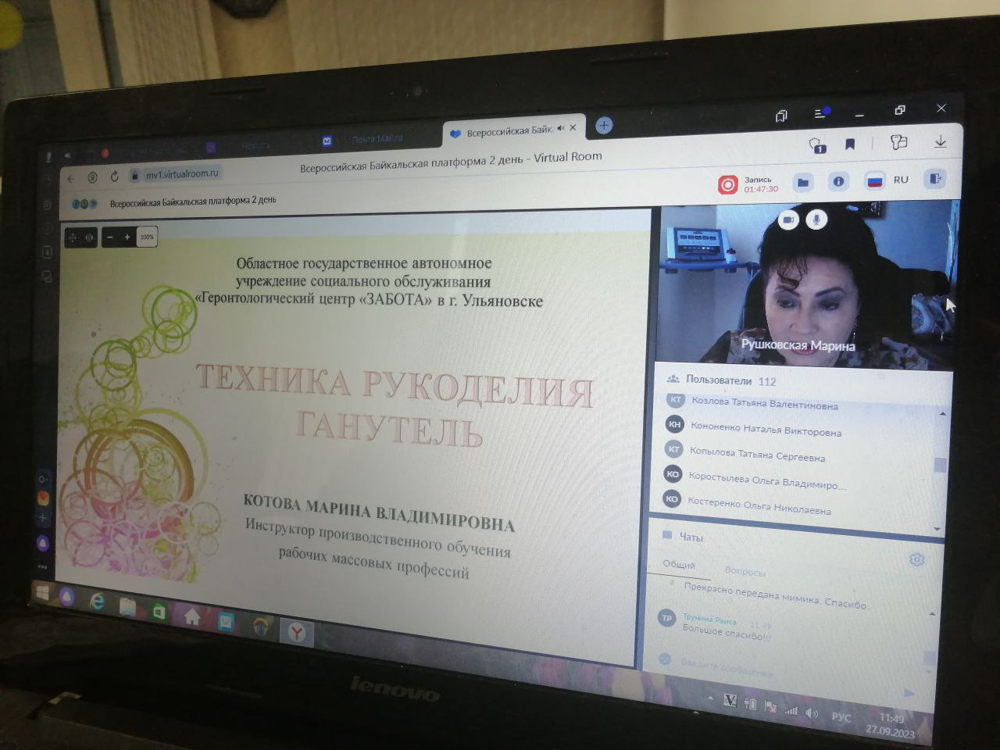 Новости
Почта Mail.ru
Всероссийская Байк
mv1.virtualroom.ru
Всероссийская Байкальская платформа 2 день - Virtual Room
1
Всероссийская Байкальская платформа 2 день
Запись
01:47:30
RU
100%
Областное государственное автономное
учреждение социального обслуживания
«Геронтологический центр «ЗАБОТА» в г. Ульяновске
ТЕХНИКА РУКОДЕЛИЯ
ГАНУТЕЛЬ
КОТОВА МАРИНА ВЛАДИМИРОВНА
Инструктор производственного обучения
рабочих массовых профессий
Рушковская Марина
Пользователи 112
КТ Козлова Татьяна Валентиновна
КН Кононенко Наталья Викторовна
КТ Копылова Татьяна Сергеевна
КО Коростылева Ольга Владимиро...
КО Костеренко Ольга Николаевна
Чаты
Общий Вопросы
Прекрасно передана мимика. Спасибо.
ТР Трунина Раиса 11:49
Большое спасибо!!!
Введите сообщение
lenovo
РУС
11:49
27.09.2023